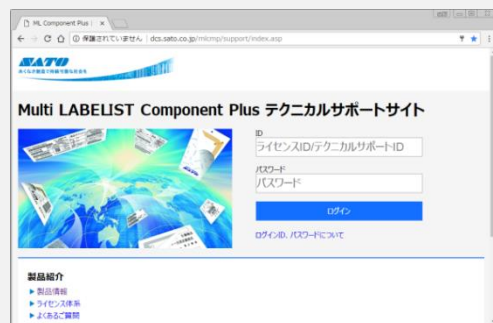 ML Component Plus |
保護されていません | dcs.sato.co.jp/mlcmp/support/index.asp
SATO
Multi LABELIST Component Plus テクニカルサポートサイト
ID
ライセンスID/テクニカルサポートID
パスワード
パスワード
ログイン
ログインID、パスワードについて
製品紹介
▶ 製品情報
▶ ライセンス体系
▶ よくあるご質問